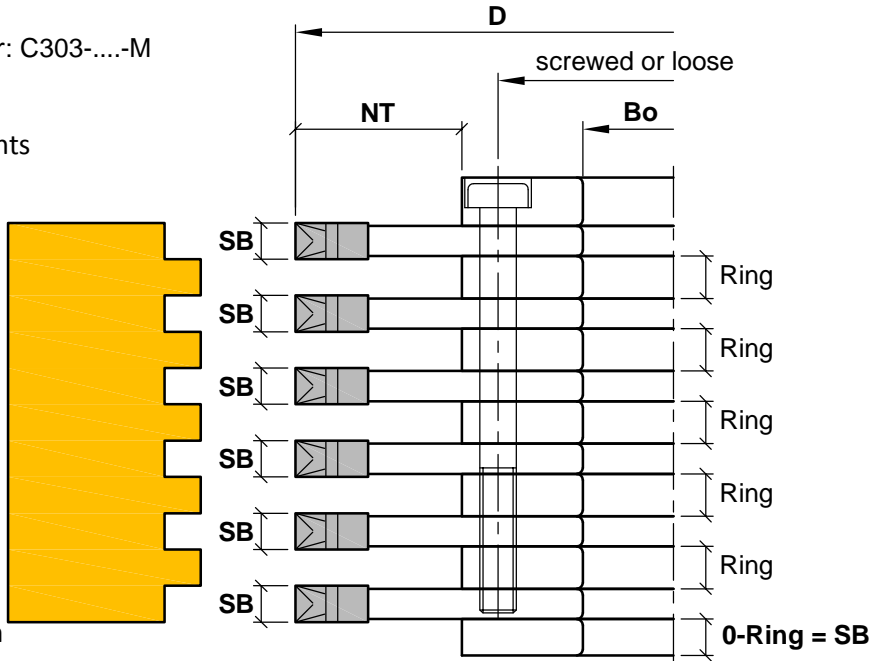 D
r: C303-....-M
screwed or loose
NT
Bo
nts
SB
Ring
SB
Ring
SB
Ring
SB
Ring
SB
Ring
SB
0-Ring = SB